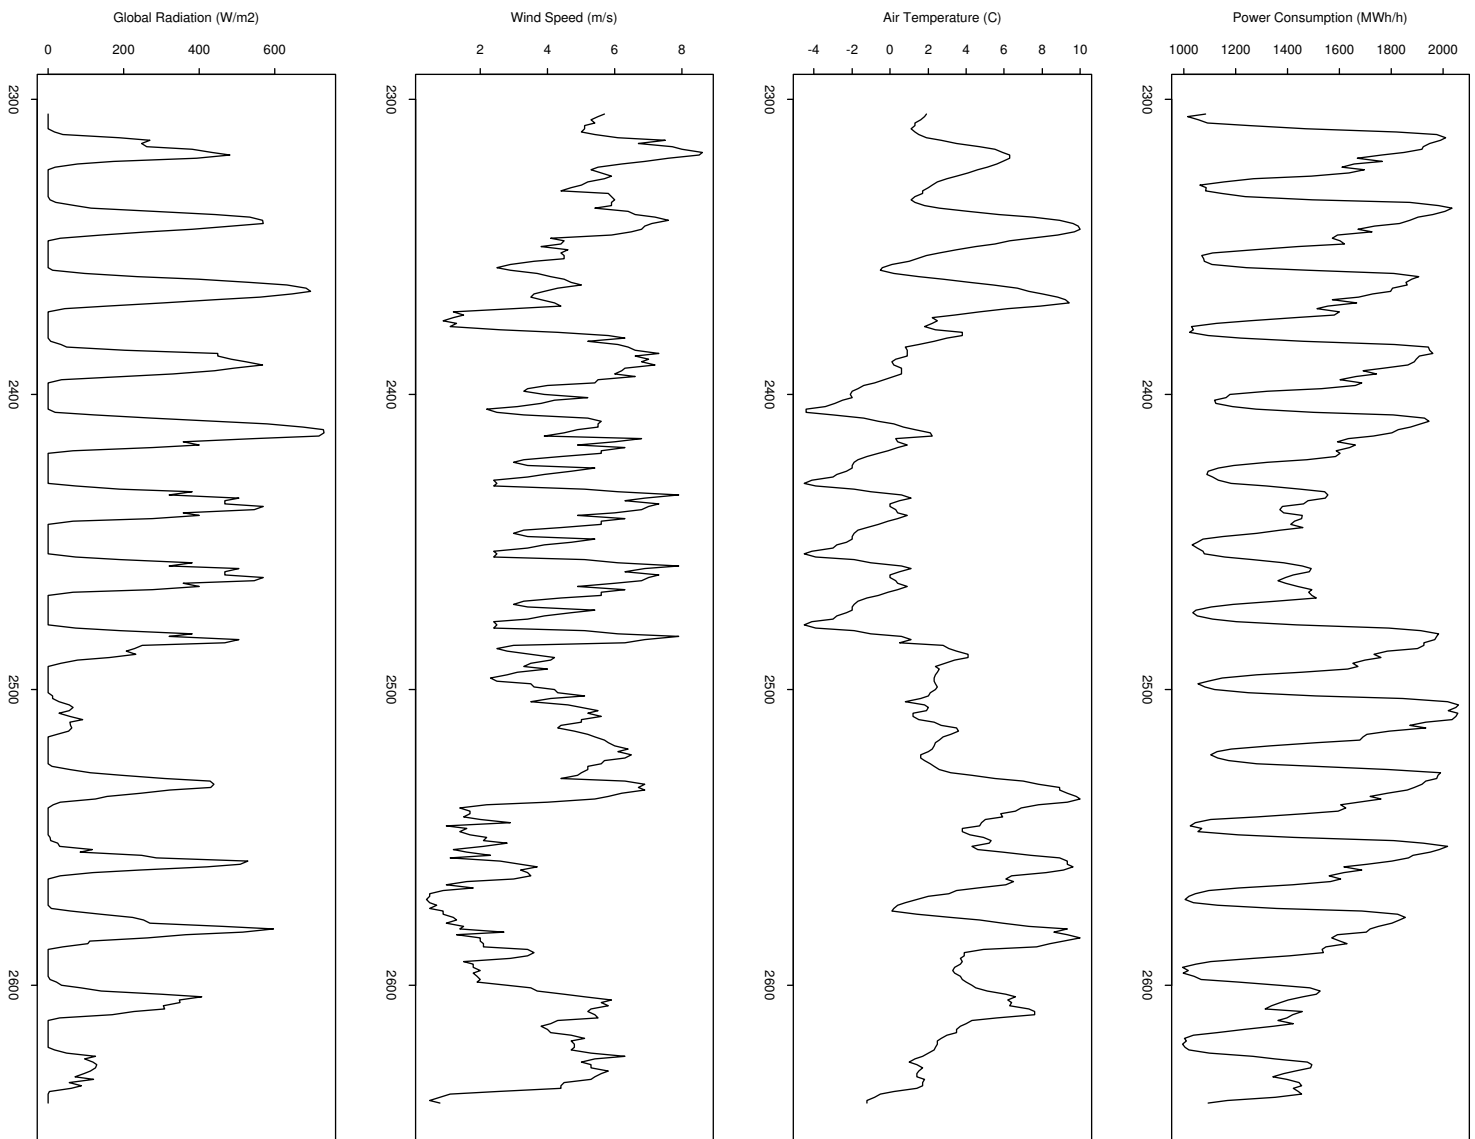 Global Radiation (W/m2)
0 200 400 600
2300
2400
2500
2600
Wind Speed (m/s)
2 4 6 8
2300
2400
2500
2600
Air Temperature (C)
-4 -2 0 2 4 6 8 10
2300
2400
2500
2600
Power Consumption (MWh/h)
1000 1200 1400 1600 1800 2000
2300
2400
2500
2600